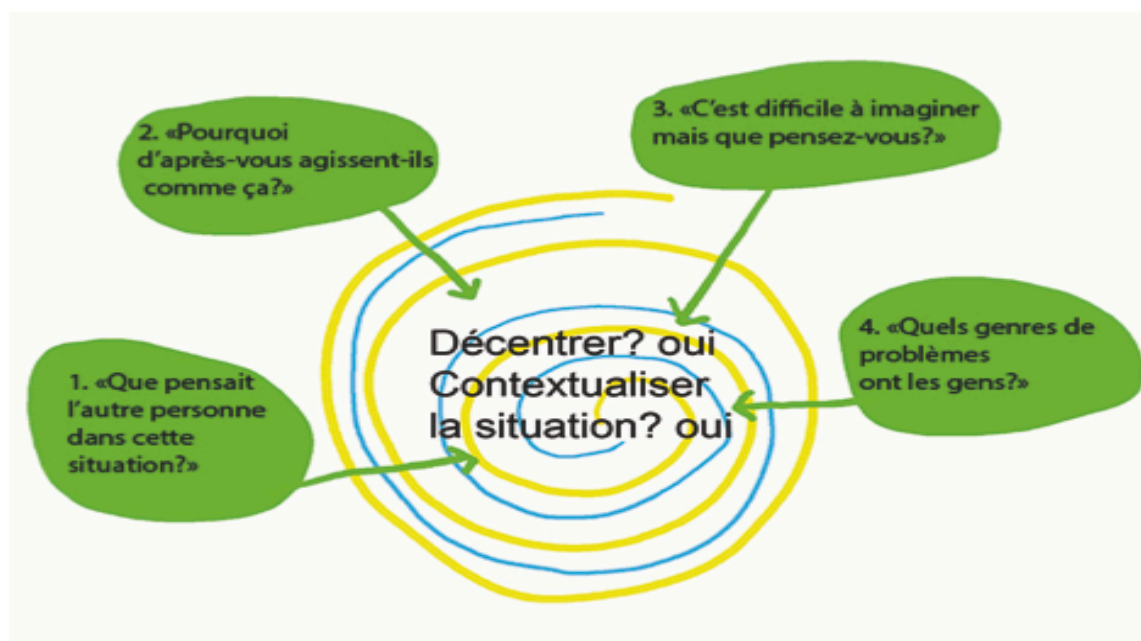 1. «Que pensait
l'autre personne
dans cette
situation?»
2. «Pourquoi
d'après-vous agissent-ils
comme ça?»
3. «C'est difficile à imaginer
mais que pensez-vous?»
4. «Quels genres de
problèmes
ont les gens?»
Décentrer? oui
Contextualiser
la situation? oui